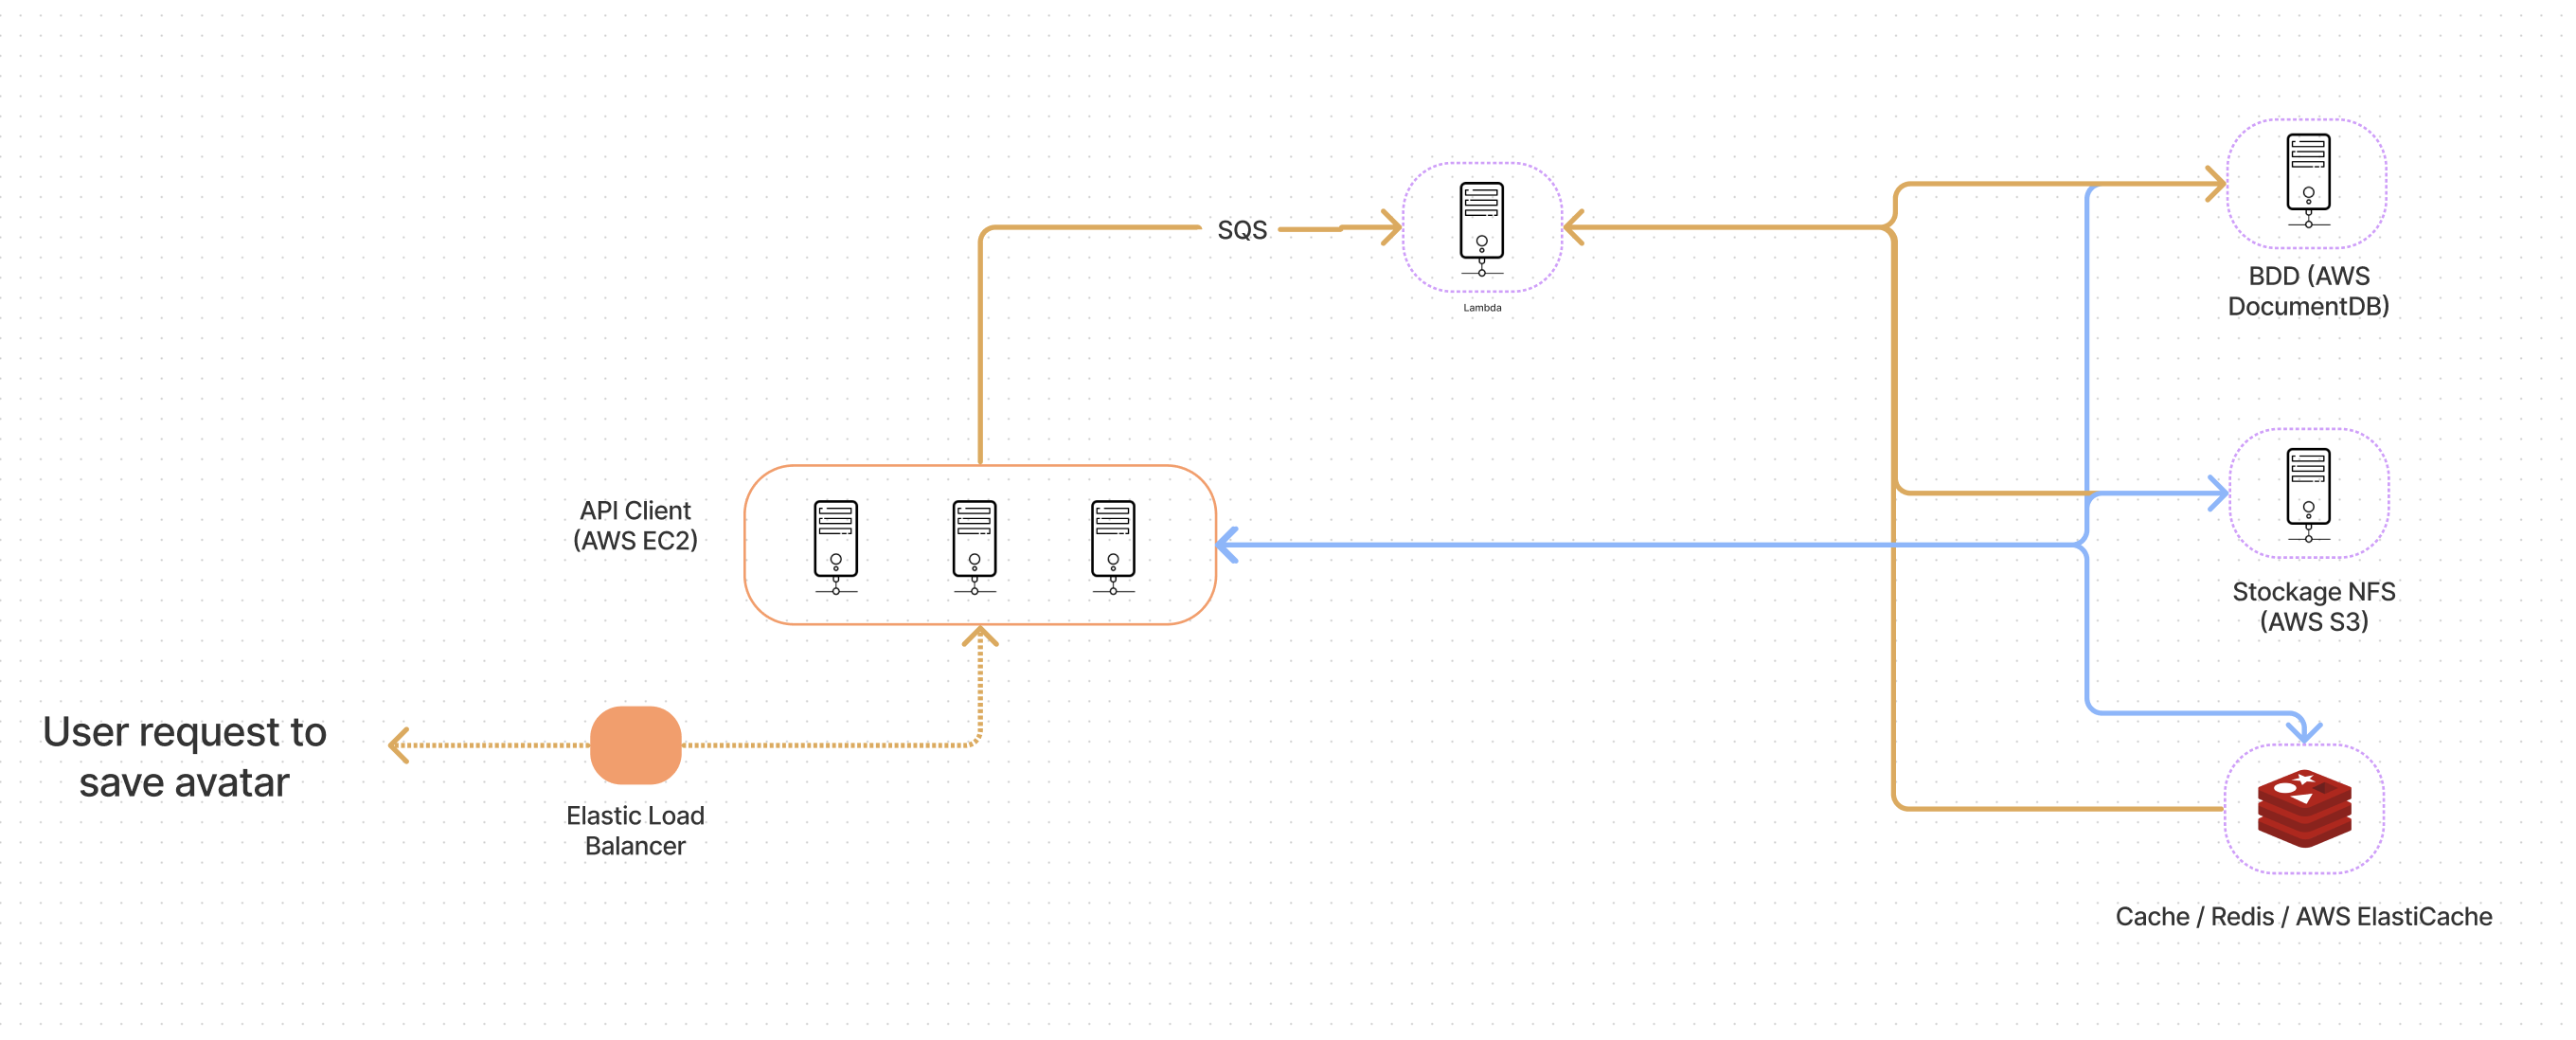 SQS
Lambda
BDD (AWS
DocumentDB)
API Client
(AWS EC2)
Stockage NFS
(AWS S3)
User request to
save avatar
Elastic Load
Balancer
Cache / Redis / AWS ElastiCache